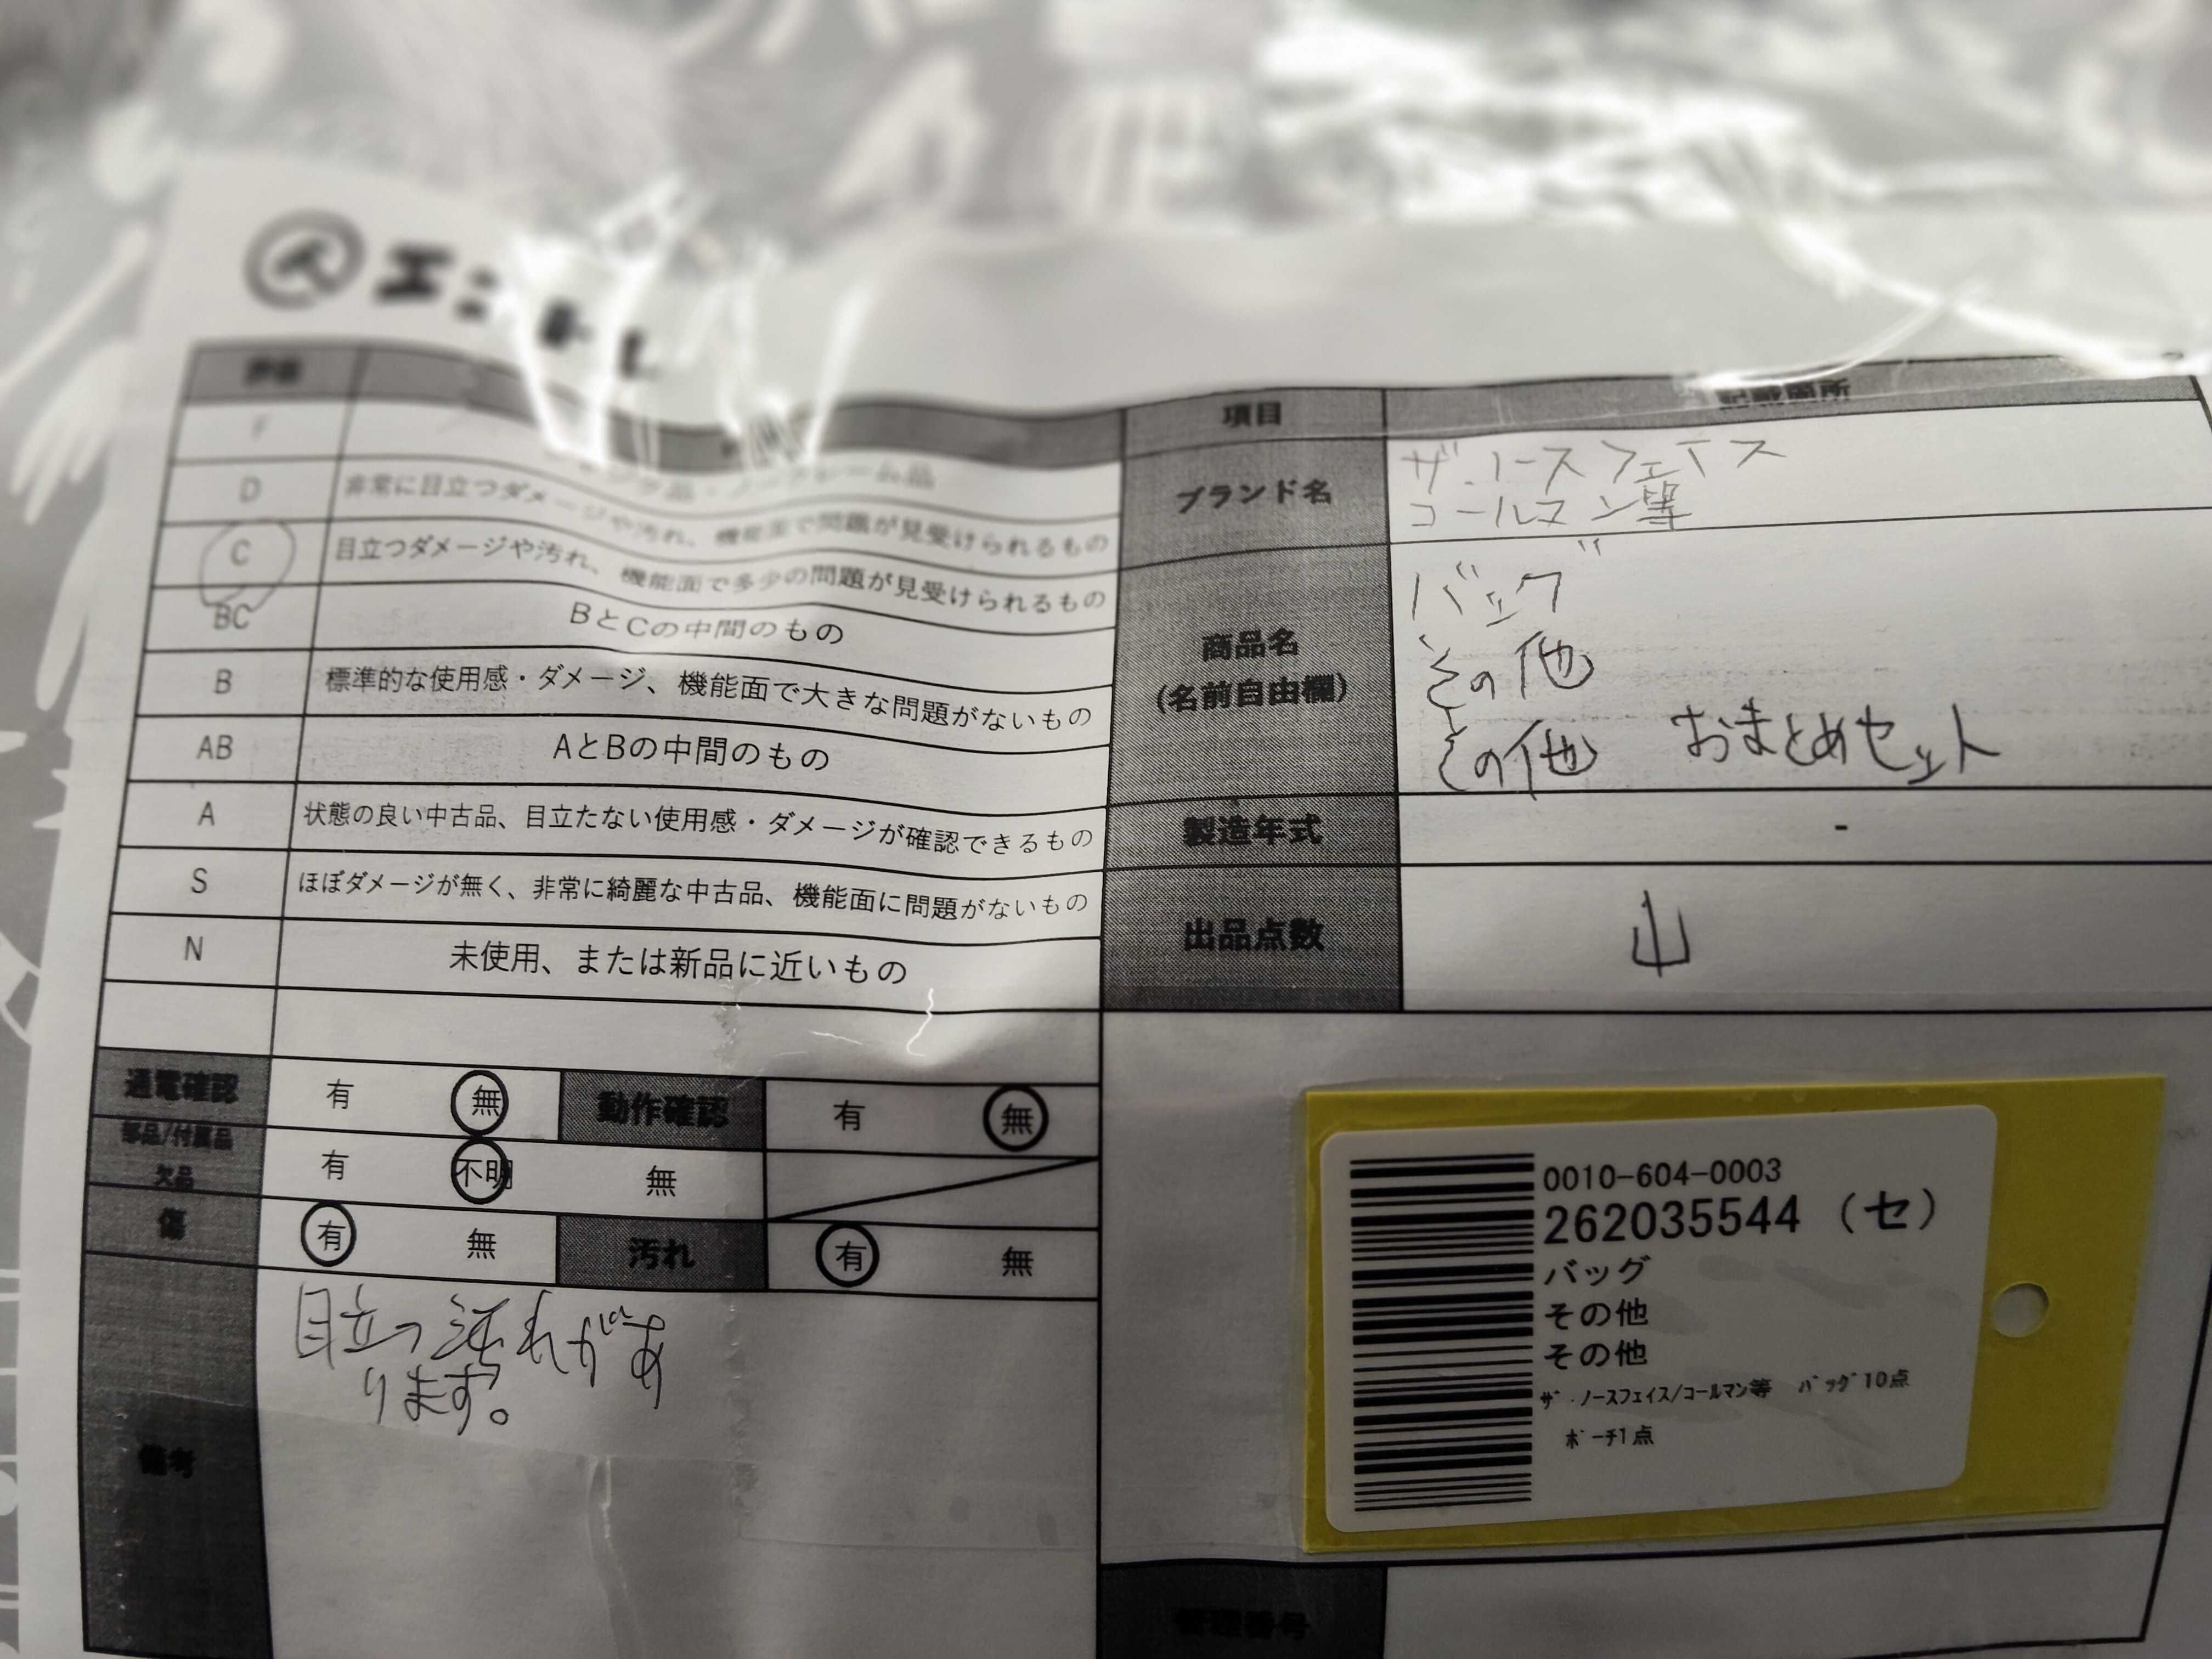 項目
D 非常に目立つダメージや汚れ、機能面で問題が見受けられるもの
C 目立つダメージや汚れ、機能面で多少の問題が見受けられるもの
BC BとCの中間のもの
B 標準的な使用感・ダメージ、機能面で大きな問題がないもの
AB AとBの中間のもの
A 状態の良い中古品、目立たない使用感・ダメージが確認できるもの
S ほぼダメージが無く、非常に綺麗な中古品、機能面に問題がないもの
N 未使用、または新品に近いもの
通電確認 有 無 動作確認 有 無
部品/付属品
欠品 有 不明 無
傷 有 無 汚れ 有 無
備考
目立つ汚れがあ
ります。
ブランド名
ザ・ノースフェイス
コールマン等
商品名
(名前自由欄)
バッグ
その他
その他 おまとめセット
製造年式 -
出品点数
0010-604-0003
262035544 (セ)
バッグ
その他
その他
ザ・ノースフェイス/コールマン等 バッグ10点
ポーチ1点
管理番号